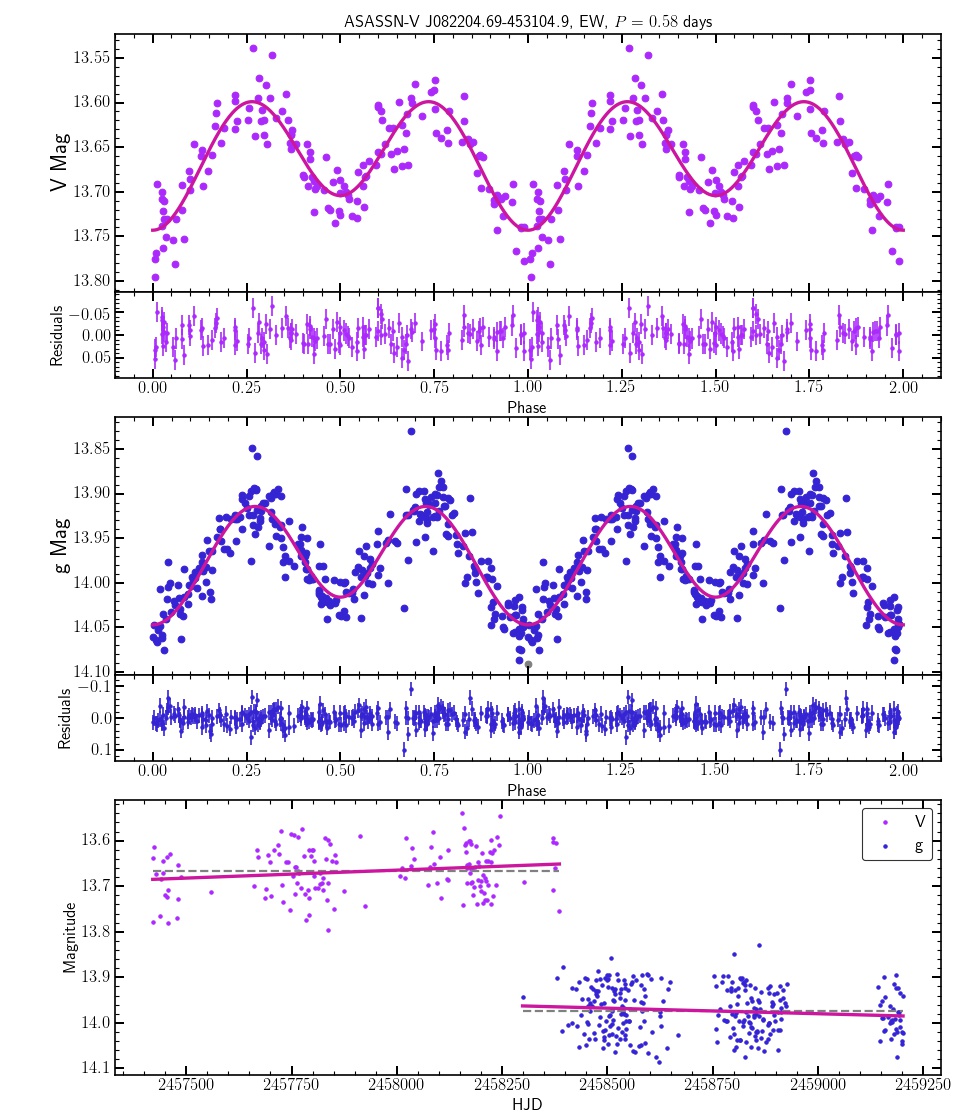 ASASSN-V J082204.69-453104.9, EW, P = 0.58 days
13.55
13.60
13.65
13.70
13.75
13.80
V Mag
−0.05
0.00
0.05
Residuals
0.00 0.25 0.50 0.75 1.00 1.25 1.50 1.75 2.00
Phase
13.85
13.90
13.95
14.00
14.05
14.10
g Mag
−0.1
0.0
0.1
Residuals
0.00 0.25 0.50 0.75 1.00 1.25 1.50 1.75 2.00
Phase
V
g
13.6
13.7
13.8
13.9
14.0
14.1
Magnitude
2457500 2457750 2458000 2458250 2458500 2458750 2459000 2459250
HJD